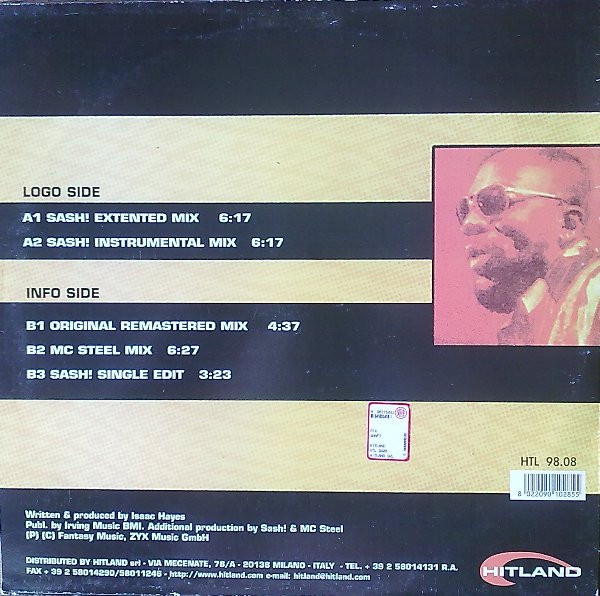 LOGO SIDE
A1 SASH! EXTENTED MIX 6:17
A2 SASH! INSTRUMENTAL MIX 6:17
INFO SIDE
B1 ORIGINAL REMASTERED MIX 4:37
B2 MC STEEL MIX 6:27
B3 SASH! SINGLE EDIT 3:23
HTL 98.08
8 022090 102855
Written & produced by Isaac Hayes
Publ. by Irving Music BMI. Additional production by Sash! & MC Steel
(P) (C) Fantasy Music, ZYX Music GmbH
DISTRIBUTED BY HITLAND srl - VIA MECENATE, 76/A - 20138 MILANO - ITALY - TEL. + 39 2 58014131 R.A.
FAX + 39 2 58014290/58011246 - http://www.hitland.com e-mail: hitland@hitland.com
HITLAND